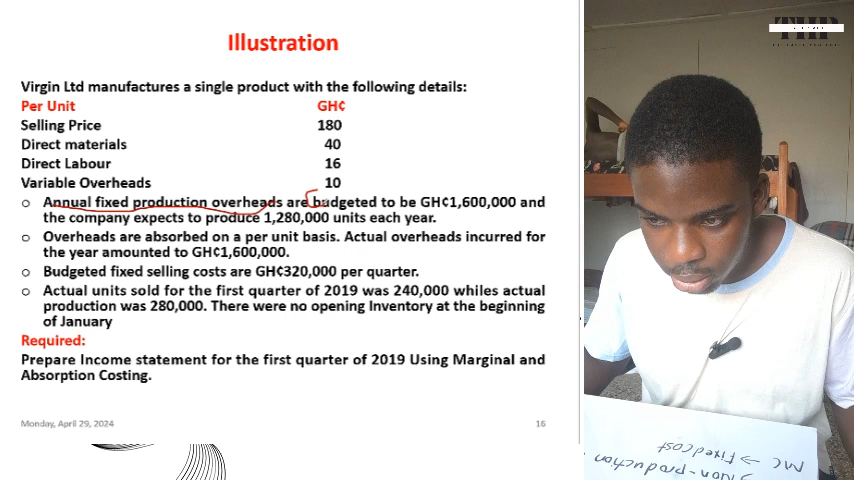 Illustration
Virgin Ltd manufactures a single product with the following details:
Per Unit GH¢
Selling Price 180
Direct materials 40
Direct Labour 16
Variable Overheads 10
o Annual fixed production overheads are budgeted to be GH¢1,600,000 and
the company expects to produce 1,280,000 units each year.
o Overheads are absorbed on a per unit basis. Actual overheads incurred for
the year amounted to GH¢1,600,000.
o Budgeted fixed selling costs are GH¢320,000 per quarter.
o Actual units sold for the first quarter of 2019 was 240,000 whiles actual
production was 280,000. There were no opening Inventory at the beginning
of January
Required:
Prepare Income statement for the first quarter of 2019 Using Marginal and
Absorption Costing.
Monday, April 29, 2024 16
THP
MC → Fixed cost
Non-production